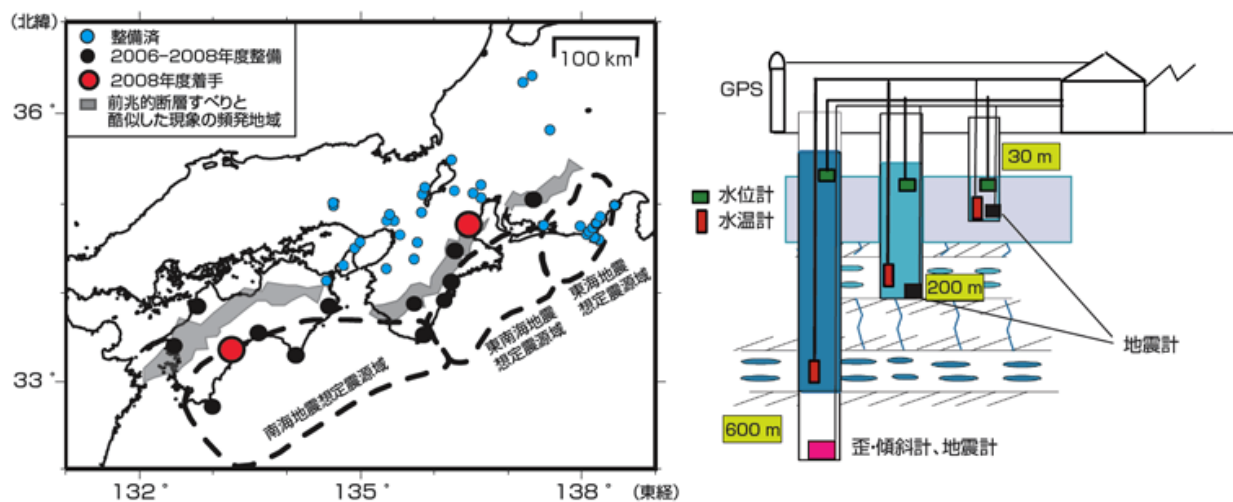 (北緯)
整備済
2006-2008年度整備
2008年度着手
前兆的断層すべりと
酷似した現象の頻発地域
100 km
36°
33°
東海地震
想定震源域
東南海地震
想定震源域
南海地震想定震源域
132°
135°
138°
(東経)
GPS
30 m
水位計
水温計
200 m
地震計
600 m
歪・傾斜計、地震計